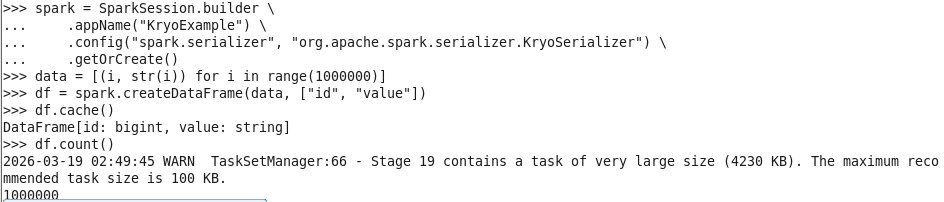 >>> spark = SparkSession.builder \
...     .appName("KryoExample") \
...     .config("spark.serializer", "org.apache.spark.serializer.KryoSerializer") \
...     .getOrCreate()
>>> data = [(i, str(i)) for i in range(1000000)]
>>> df = spark.createDataFrame(data, ["id", "value"])
>>> df.cache()
DataFrame[id: bigint, value: string]
>>> df.count()
2026-03-19 02:49:45 WARN  TaskSetManager:66 - Stage 19 contains a task of very large size (4230 KB). The maximum reco
mmended task size is 100 KB.
1000000